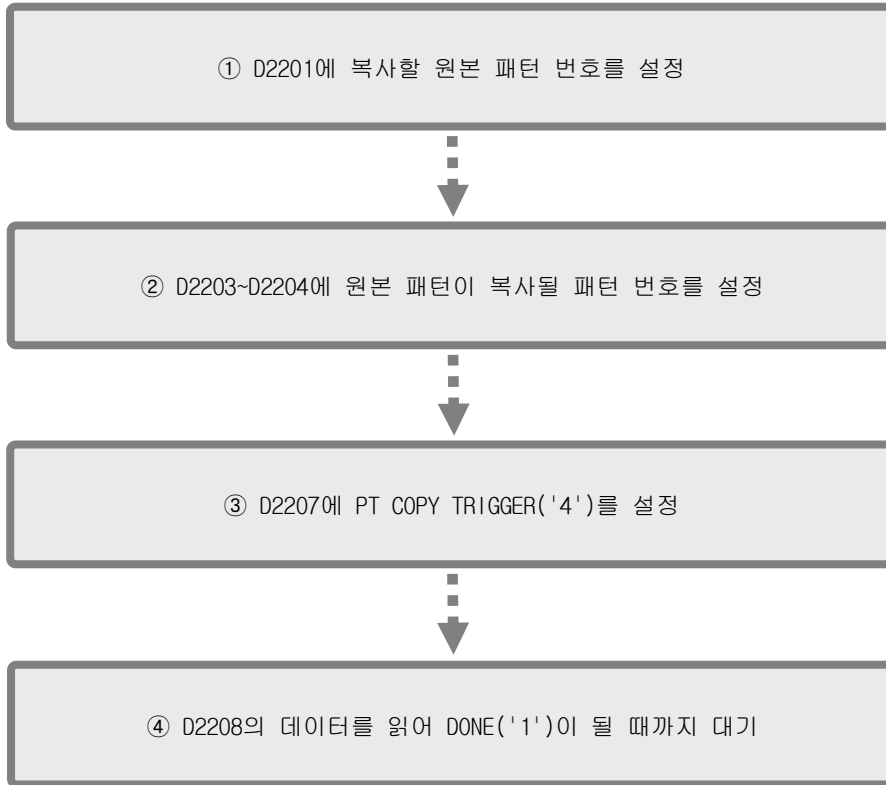 ① D2201에 복사할 원본 패턴 번호를 설정
② D2203~D2204에 원본 패턴이 복사될 패턴 번호를 설정
③ D2207에 PT COPY TRIGGER('4')를 설정
④ D2208의 데이터를 읽어 DONE('1')이 될 때까지 대기